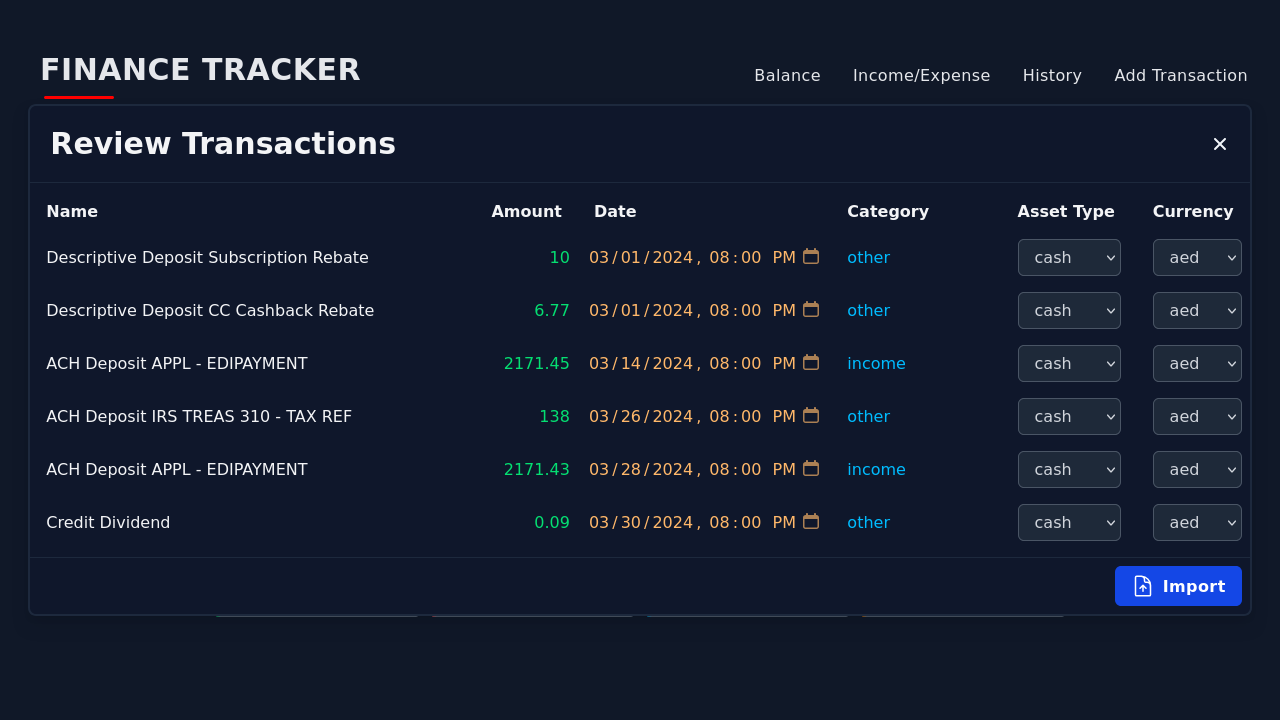 FINANCE TRACKER
Balance Income/Expense History Add Transaction
Review Transactions
Name Amount Date Category Asset Type Currency
Descriptive Deposit Subscription Rebate 10 03/01/2024, 08:00 PM other cash aed
Descriptive Deposit CC Cashback Rebate 6.77 03/01/2024, 08:00 PM other cash aed
ACH Deposit APPL - EDIPAYMENT 2171.45 03/14/2024, 08:00 PM income cash aed
ACH Deposit IRS TREAS 310 - TAX REF 138 03/26/2024, 08:00 PM other cash aed
ACH Deposit APPL - EDIPAYMENT 2171.43 03/28/2024, 08:00 PM income cash aed
Credit Dividend 0.09 03/30/2024, 08:00 PM other cash aed
Import